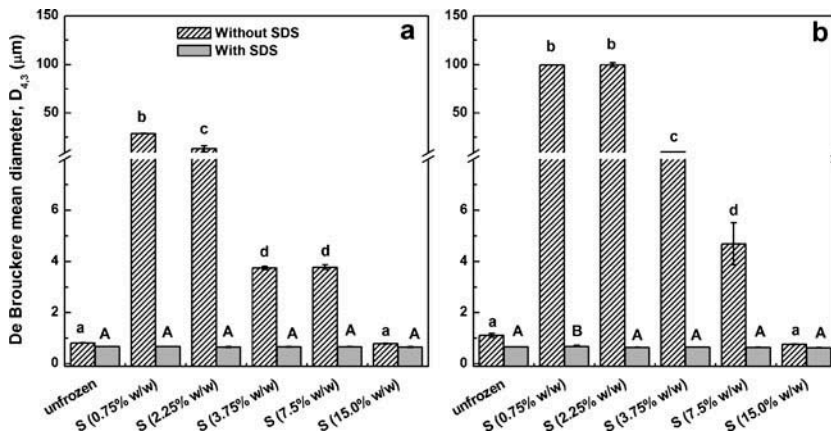 De Brouckere mean diameter, D4,3 (µm)
150
100
50
6
4
2
0
Without SDS
With SDS
a
a
A
b
A
c
A
d
A
d
A
a
A
unfrozen
S (0.75% w/w)
S (2.25% w/w)
S (3.75% w/w)
S (7.5% w/w)
S (15.0% w/w)
150
100
50
6
4
2
0
b
a
A
b
B
b
A
c
A
d
A
a
A
unfrozen
S (0.75% w/w)
S (2.25% w/w)
S (3.75% w/w)
S (7.5% w/w)
S (15.0% w/w)